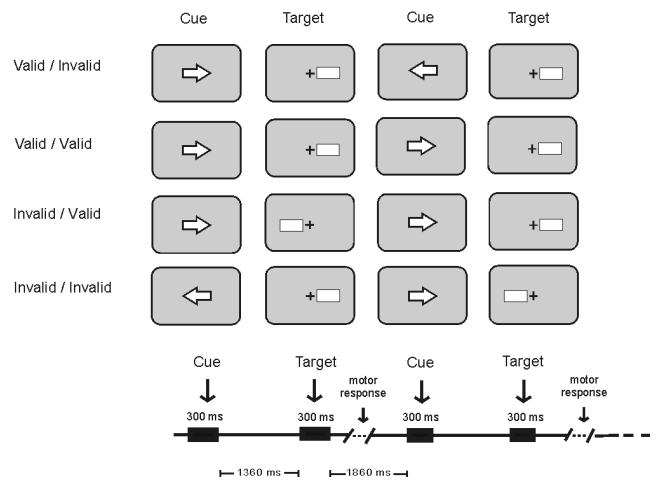 Cue Target Cue Target
Valid / Invalid
Valid / Valid
Invalid / Valid
Invalid / Invalid
Cue Target Cue Target
motor response motor response
300 ms 300 ms 300 ms 300 ms
1360 ms 1860 ms